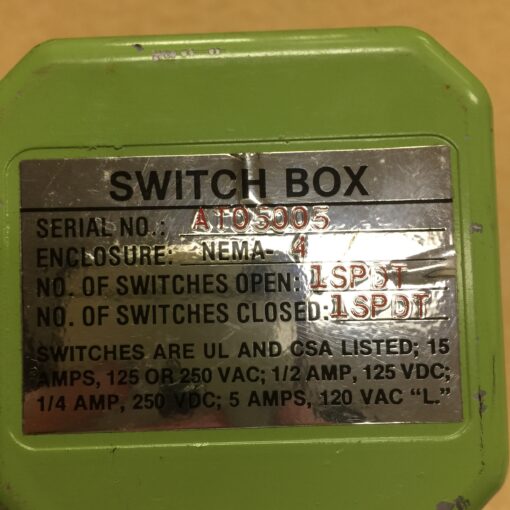 SWITCH BOX
SERIAL NO.: AT05005
ENCLOSURE: NEMA- 4
NO. OF SWITCHES OPEN: 1SPDT
NO. OF SWITCHES CLOSED: 1SPDT
SWITCHES ARE UL AND CSA LISTED; 15
AMPS, 125 OR 250 VAC; 1/2 AMP, 125 VDC;
1/4 AMP, 250 VDC; 5 AMPS, 120 VAC “L.”